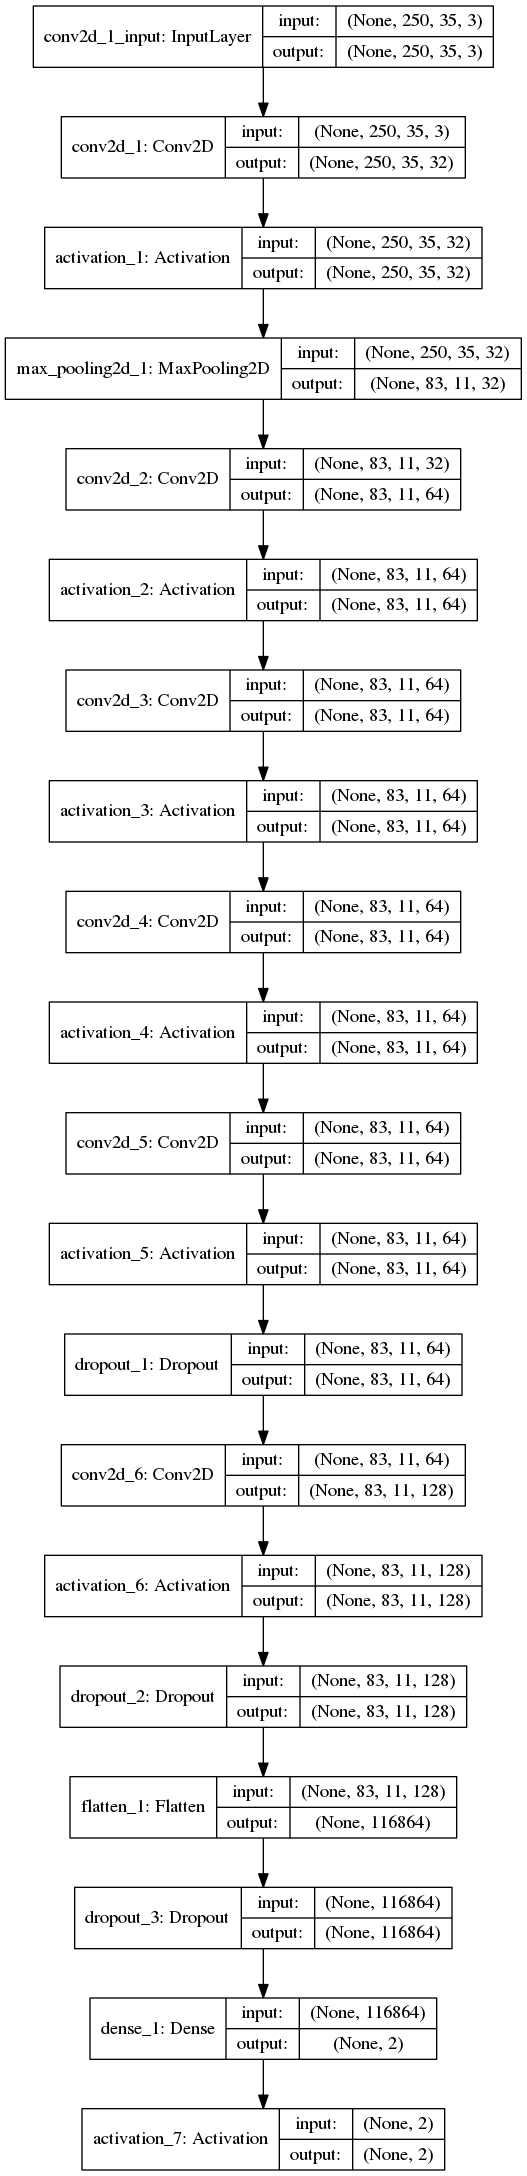 conv2d_1_input: InputLayer
input: (None, 250, 35, 3)
output: (None, 250, 35, 3)
conv2d_1: Conv2D
input: (None, 250, 35, 3)
output: (None, 250, 35, 32)
activation_1: Activation
input: (None, 250, 35, 32)
output: (None, 250, 35, 32)
max_pooling2d_1: MaxPooling2D
input: (None, 250, 35, 32)
output: (None, 83, 11, 32)
conv2d_2: Conv2D
input: (None, 83, 11, 32)
output: (None, 83, 11, 64)
activation_2: Activation
input: (None, 83, 11, 64)
output: (None, 83, 11, 64)
conv2d_3: Conv2D
input: (None, 83, 11, 64)
output: (None, 83, 11, 64)
activation_3: Activation
input: (None, 83, 11, 64)
output: (None, 83, 11, 64)
conv2d_4: Conv2D
input: (None, 83, 11, 64)
output: (None, 83, 11, 64)
activation_4: Activation
input: (None, 83, 11, 64)
output: (None, 83, 11, 64)
conv2d_5: Conv2D
input: (None, 83, 11, 64)
output: (None, 83, 11, 64)
activation_5: Activation
input: (None, 83, 11, 64)
output: (None, 83, 11, 64)
dropout_1: Dropout
input: (None, 83, 11, 64)
output: (None, 83, 11, 64)
conv2d_6: Conv2D
input: (None, 83, 11, 64)
output: (None, 83, 11, 128)
activation_6: Activation
input: (None, 83, 11, 128)
output: (None, 83, 11, 128)
dropout_2: Dropout
input: (None, 83, 11, 128)
output: (None, 83, 11, 128)
flatten_1: Flatten
input: (None, 83, 11, 128)
output: (None, 116864)
dropout_3: Dropout
input: (None, 116864)
output: (None, 116864)
dense_1: Dense
input: (None, 116864)
output: (None, 2)
activation_7: Activation
input: (None, 2)
output: (None, 2)